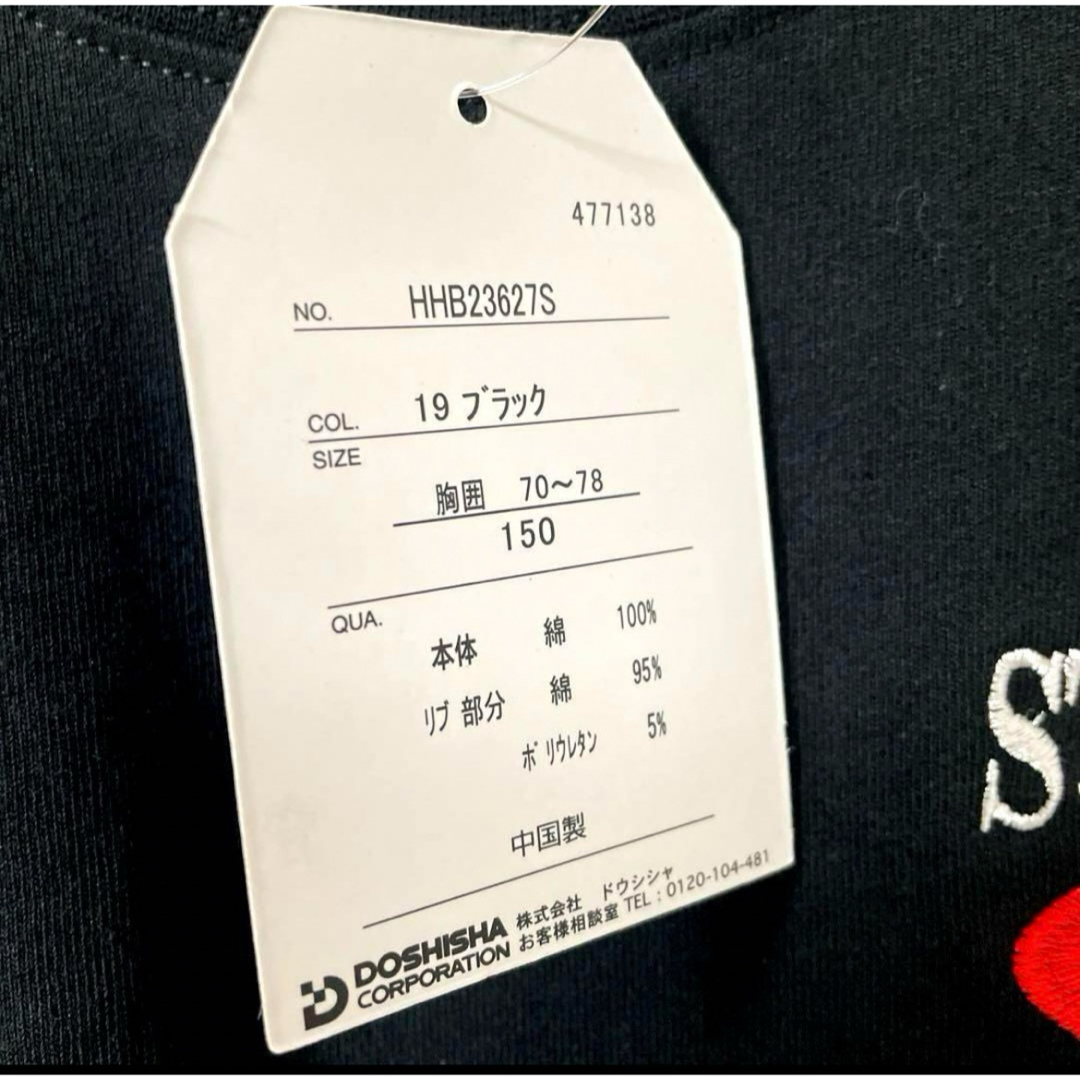 477138
NO. HHB23627S
COL. 19 ブラック
SIZE
胸囲 70～78
150
QUA.
本体 綿 100%
リブ部分 綿 95%
ポリウレタン 5%
中国製
DOSHISHA 株式会社 ドウシシャ
CORPORATION お客様相談室 TEL：0120-104-481